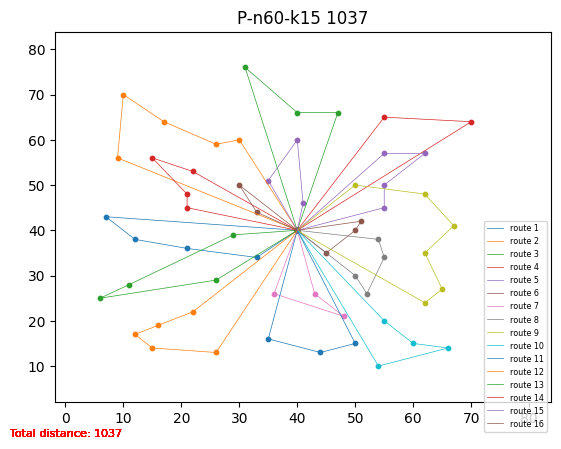 P-n60-k15 1037
80
70
60
50
40
30
20
10
0 10 20 30 40 50 60 70 80
route 1
route 2
route 3
route 4
route 5
route 6
route 7
route 8
route 9
route 10
route 11
route 12
route 13
route 14
route 15
route 16
Total distance: 1037